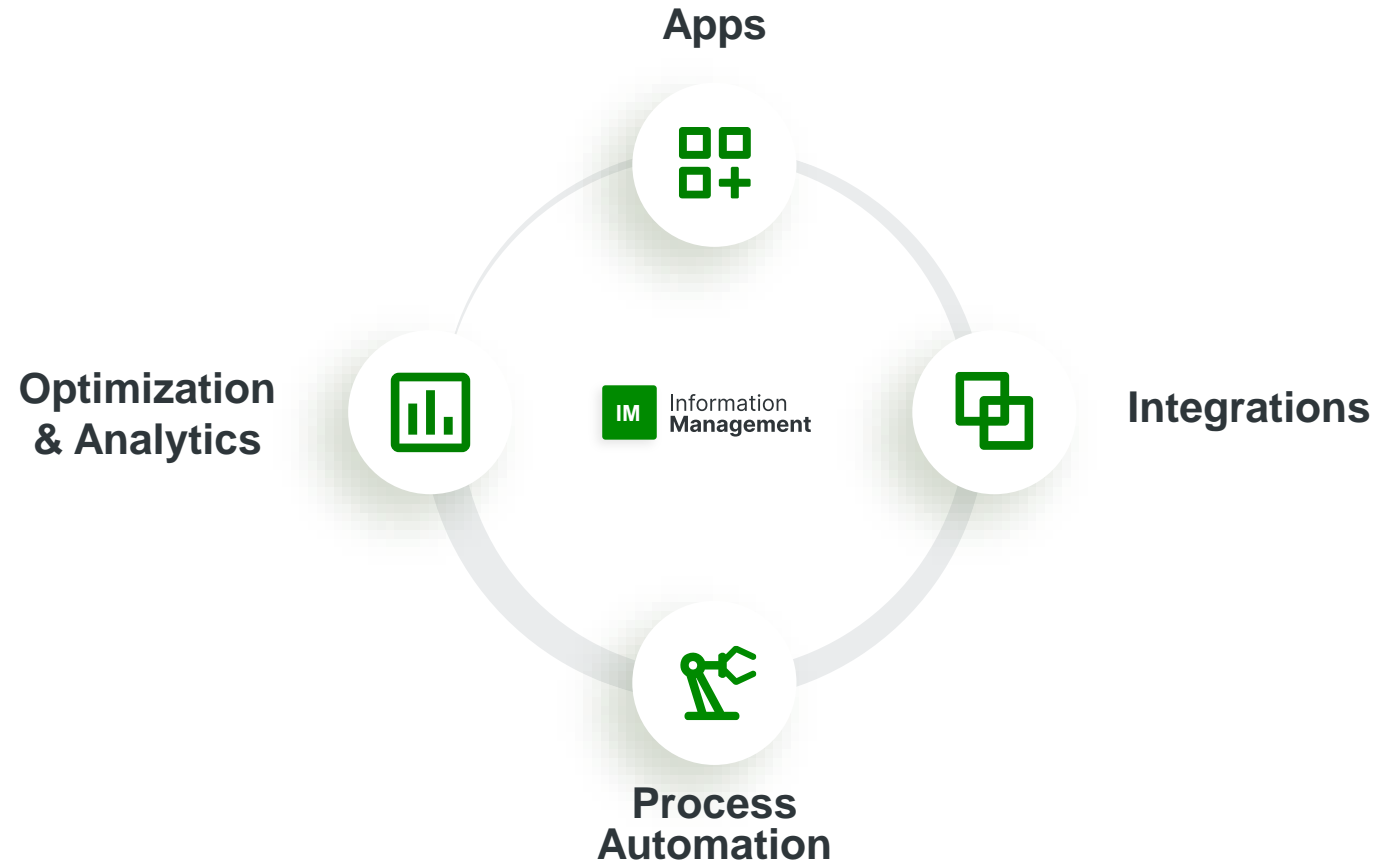 Apps
Optimization
& Analytics
IM
Information
Management
Integrations
Process
Automation